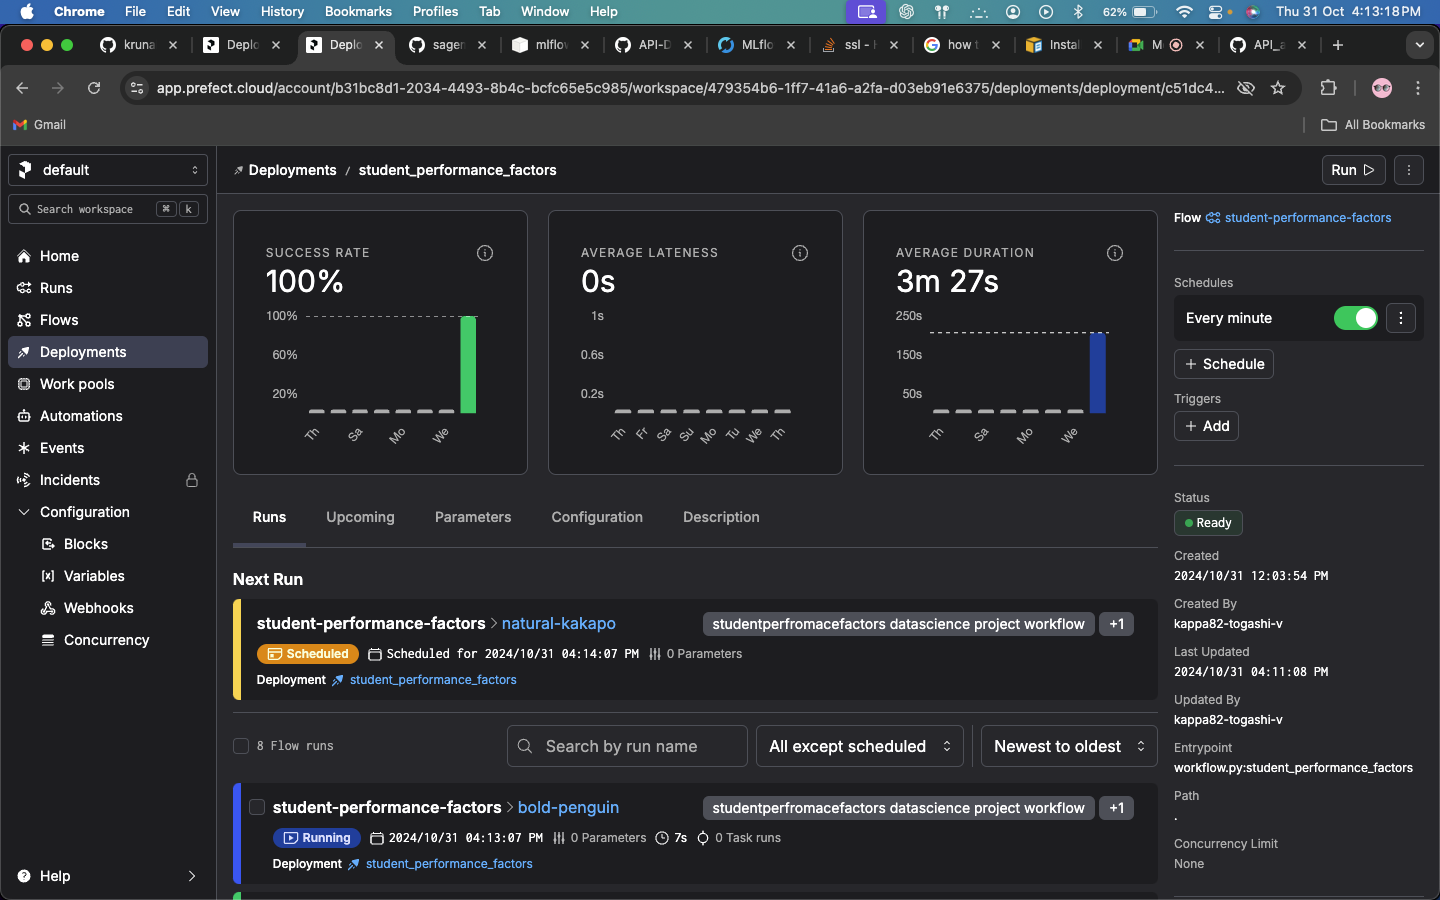 Chrome File Edit View History Bookmarks Profiles Tab Window Help 62% Thu 31 Oct 4:13:18 PM
kruna Deplo Deplo sager mlflow API-D MLflo ssl - how t Instal M API_a
app.prefect.cloud/account/b31bc8d1-2034-4493-8b4c-bcfc65e5c985/workspace/479354b6-1ff7-41a6-a2fa-d03eb91e6375/deployments/deployment/c51dc4...
Gmail All Bookmarks
default
Search workspace ⌘ k
Home
Runs
Flows
Deployments
Work pools
Automations
Events
Incidents
Configuration
Blocks
Variables
Webhooks
Concurrency
Help
Deployments / student_performance_factors
Run
SUCCESS RATE
100%
100%
60%
20%
Th Sa Mo We
AVERAGE LATENESS
0s
1s
0.6s
0.2s
Th Fr Sa Su Mo Tu We Th
AVERAGE DURATION
3m 27s
250s
150s
50s
Th Sa Mo We
Runs Upcoming Parameters Configuration Description
Next Run
student-performance-factors > natural-kakapo studentperfromacefactors datascience project workflow +1
Scheduled Scheduled for 2024/10/31 04:14:07 PM 0 Parameters
Deployment student_performance_factors
8 Flow runs Search by run name All except scheduled Newest to oldest
student-performance-factors > bold-penguin studentperfromacefactors datascience project workflow +1
Running 2024/10/31 04:13:07 PM 0 Parameters 7s 0 Task runs
Deployment student_performance_factors
Flow student-performance-factors
Schedules
Every minute
+ Schedule
Triggers
+ Add
Status
Ready
Created
2024/10/31 12:03:54 PM
Created By
kappa82-togashi-v
Last Updated
2024/10/31 04:11:08 PM
Updated By
kappa82-togashi-v
Entrypoint
workflow.py:student_performance_factors
Path
.
Concurrency Limit
None